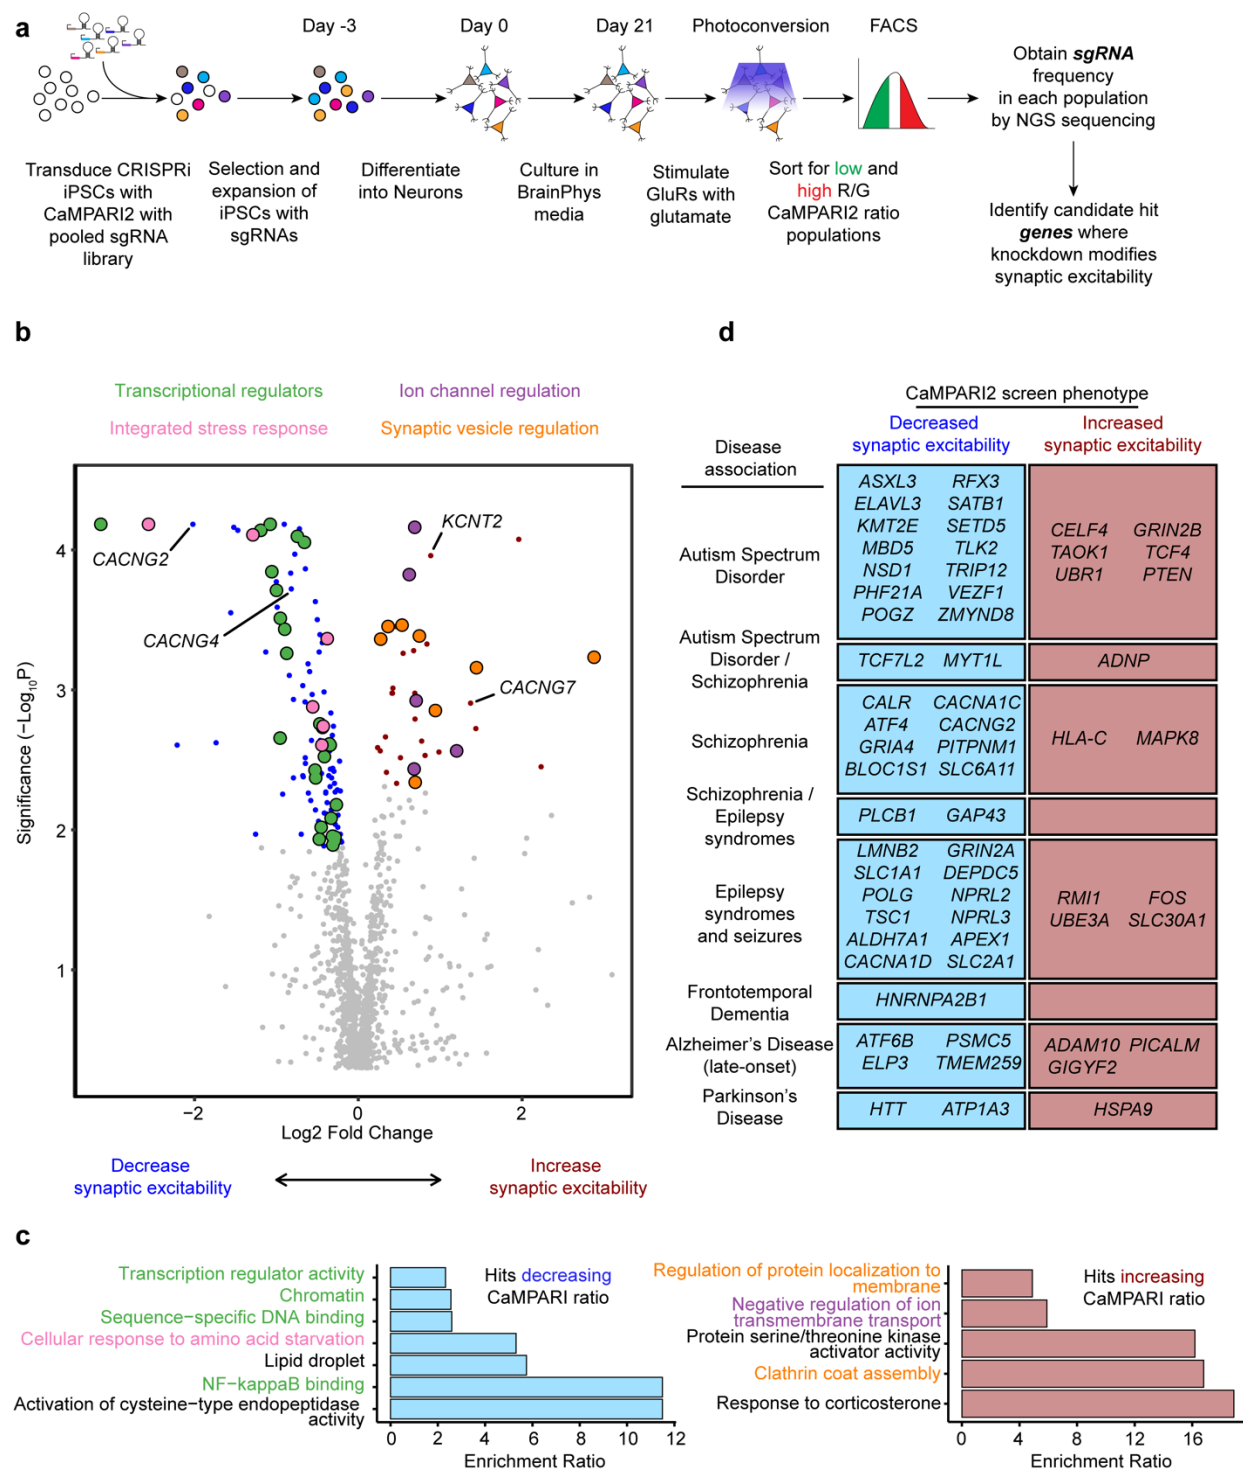 a
Day -3
Day 0
Day 21
Photoconversion
FACS
Transduce CRISPRi
iPSCs with
CaMPARI2 with
pooled sgRNA
library
Selection and
expansion of
iPSCs with
sgRNAs
Differentiate
into Neurons
Culture in
BrainPhys
media
Stimulate
GluRs with
glutamate
Sort for low and
high R/G
CaMPARI2 ratio
populations
Obtain sgRNA
frequency
in each population
by NGS sequencing
Identify candidate hit
genes where
knockdown modifies
synaptic excitability
b
Transcriptional regulators
Ion channel regulation
Integrated stress response
Synaptic vesicle regulation
Significance (−Log10P)
4
3
2
1
CACNG2
CACNG4
KCNT2
CACNG7
−2
0
2
Log2 Fold Change
Decrease
synaptic excitability
Increase
synaptic excitability
d
CaMPARI2 screen phenotype
Disease
association
Decreased
synaptic excitability
Increased
synaptic excitability
Autism Spectrum
Disorder
ASXL3 RFX3
ELAVL3 SATB1
KMT2E SETD5
MBD5 TLK2
NSD1 TRIP12
PHF21A VEZF1
POGZ ZMYND8
CELF4 GRIN2B
TAOK1 TCF4
UBR1 PTEN
Autism Spectrum
Disorder /
Schizophrenia
TCF7L2 MYT1L
ADNP
Schizophrenia
CALR CACNA1C
ATF4 CACNG2
GRIA4 PITPNM1
BLOC1S1 SLC6A11
HLA-C MAPK8
Schizophrenia /
Epilepsy
syndromes
PLCB1 GAP43
Epilepsy
syndromes
and seizures
LMNB2 GRIN2A
SLC1A1 DEPDC5
POLG NPRL2
TSC1 NPRL3
ALDH7A1 APEX1
CACNA1D SLC2A1
RMI1 FOS
UBE3A SLC30A1
Frontotemporal
Dementia
HNRNPA2B1
Alzheimer's Disease
(late-onset)
ATF6B PSMC5
ELP3 TMEM259
ADAM10 PICALM
GIGYF2
Parkinson's
Disease
HTT ATP1A3
HSPA9
c
Transcription regulator activity
Chromatin
Sequence−specific DNA binding
Cellular response to amino acid starvation
Lipid droplet
NF−kappaB binding
Activation of cysteine−type endopeptidase
activity
Hits decreasing
CaMPARI ratio
0 2 4 6 8 10 12
Enrichment Ratio
Regulation of protein localization to
membrane
Negative regulation of ion
transmembrane transport
Protein serine/threonine kinase
activator activity
Clathrin coat assembly
Response to corticosterone
Hits increasing
CaMPARI ratio
0 4 8 12 16
Enrichment Ratio